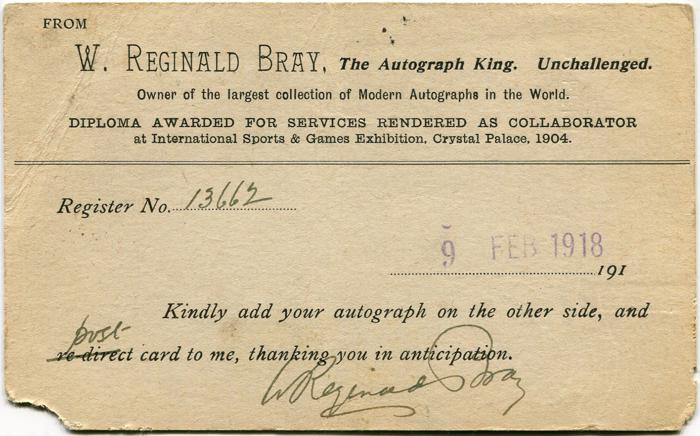 FROM
W. REGINALD BRAY, The Autograph King. Unchallenged.
Owner of the largest collection of Modern Autographs in the World.
DIPLOMA AWARDED FOR SERVICES RENDERED AS COLLABORATOR
at International Sports & Games Exhibition, Crystal Palace, 1904.
Register No. 13662
9 FEB 1918
191
Kindly add your autograph on the other side, and
post
re-direct card to me, thanking you in anticipation.
W Reginald Bray